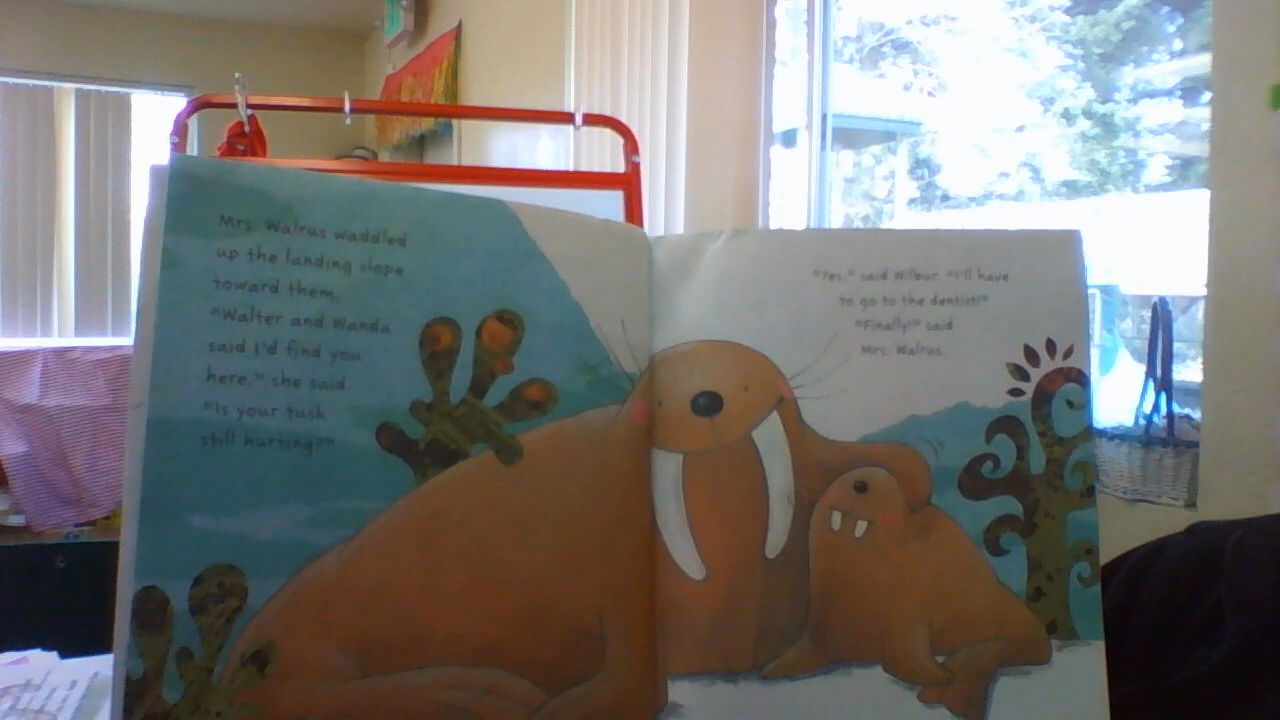 Mrs. Walrus waddled
up the landing slope
toward them.
"Walter and Wanda
said I'd find you
here," she said.
"Is your tusk
still hurting?"
"Yes," said Wilbur. "I'll have
to go to the dentist!"
"Finally!" said
Mrs. Walrus.